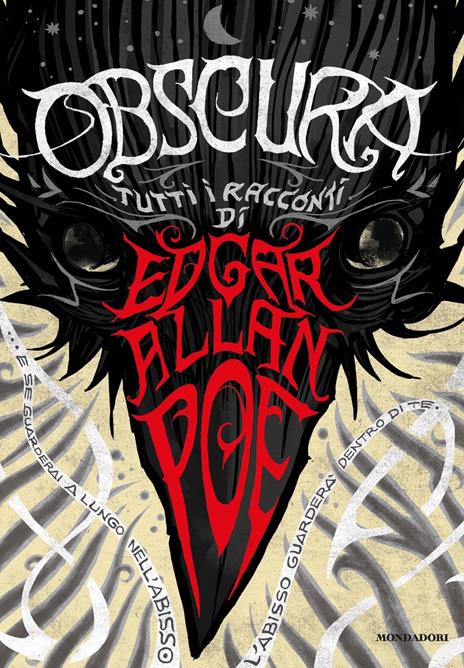 OBSCURA
TUTTI I RACCONTI
DI
EDGAR
ALLAN
POE
E SE GUARDERAI A LUNGO NELL'ABISSO
L'ABISSO GUARDERÀ DENTRO DI TE.
MONDADORI